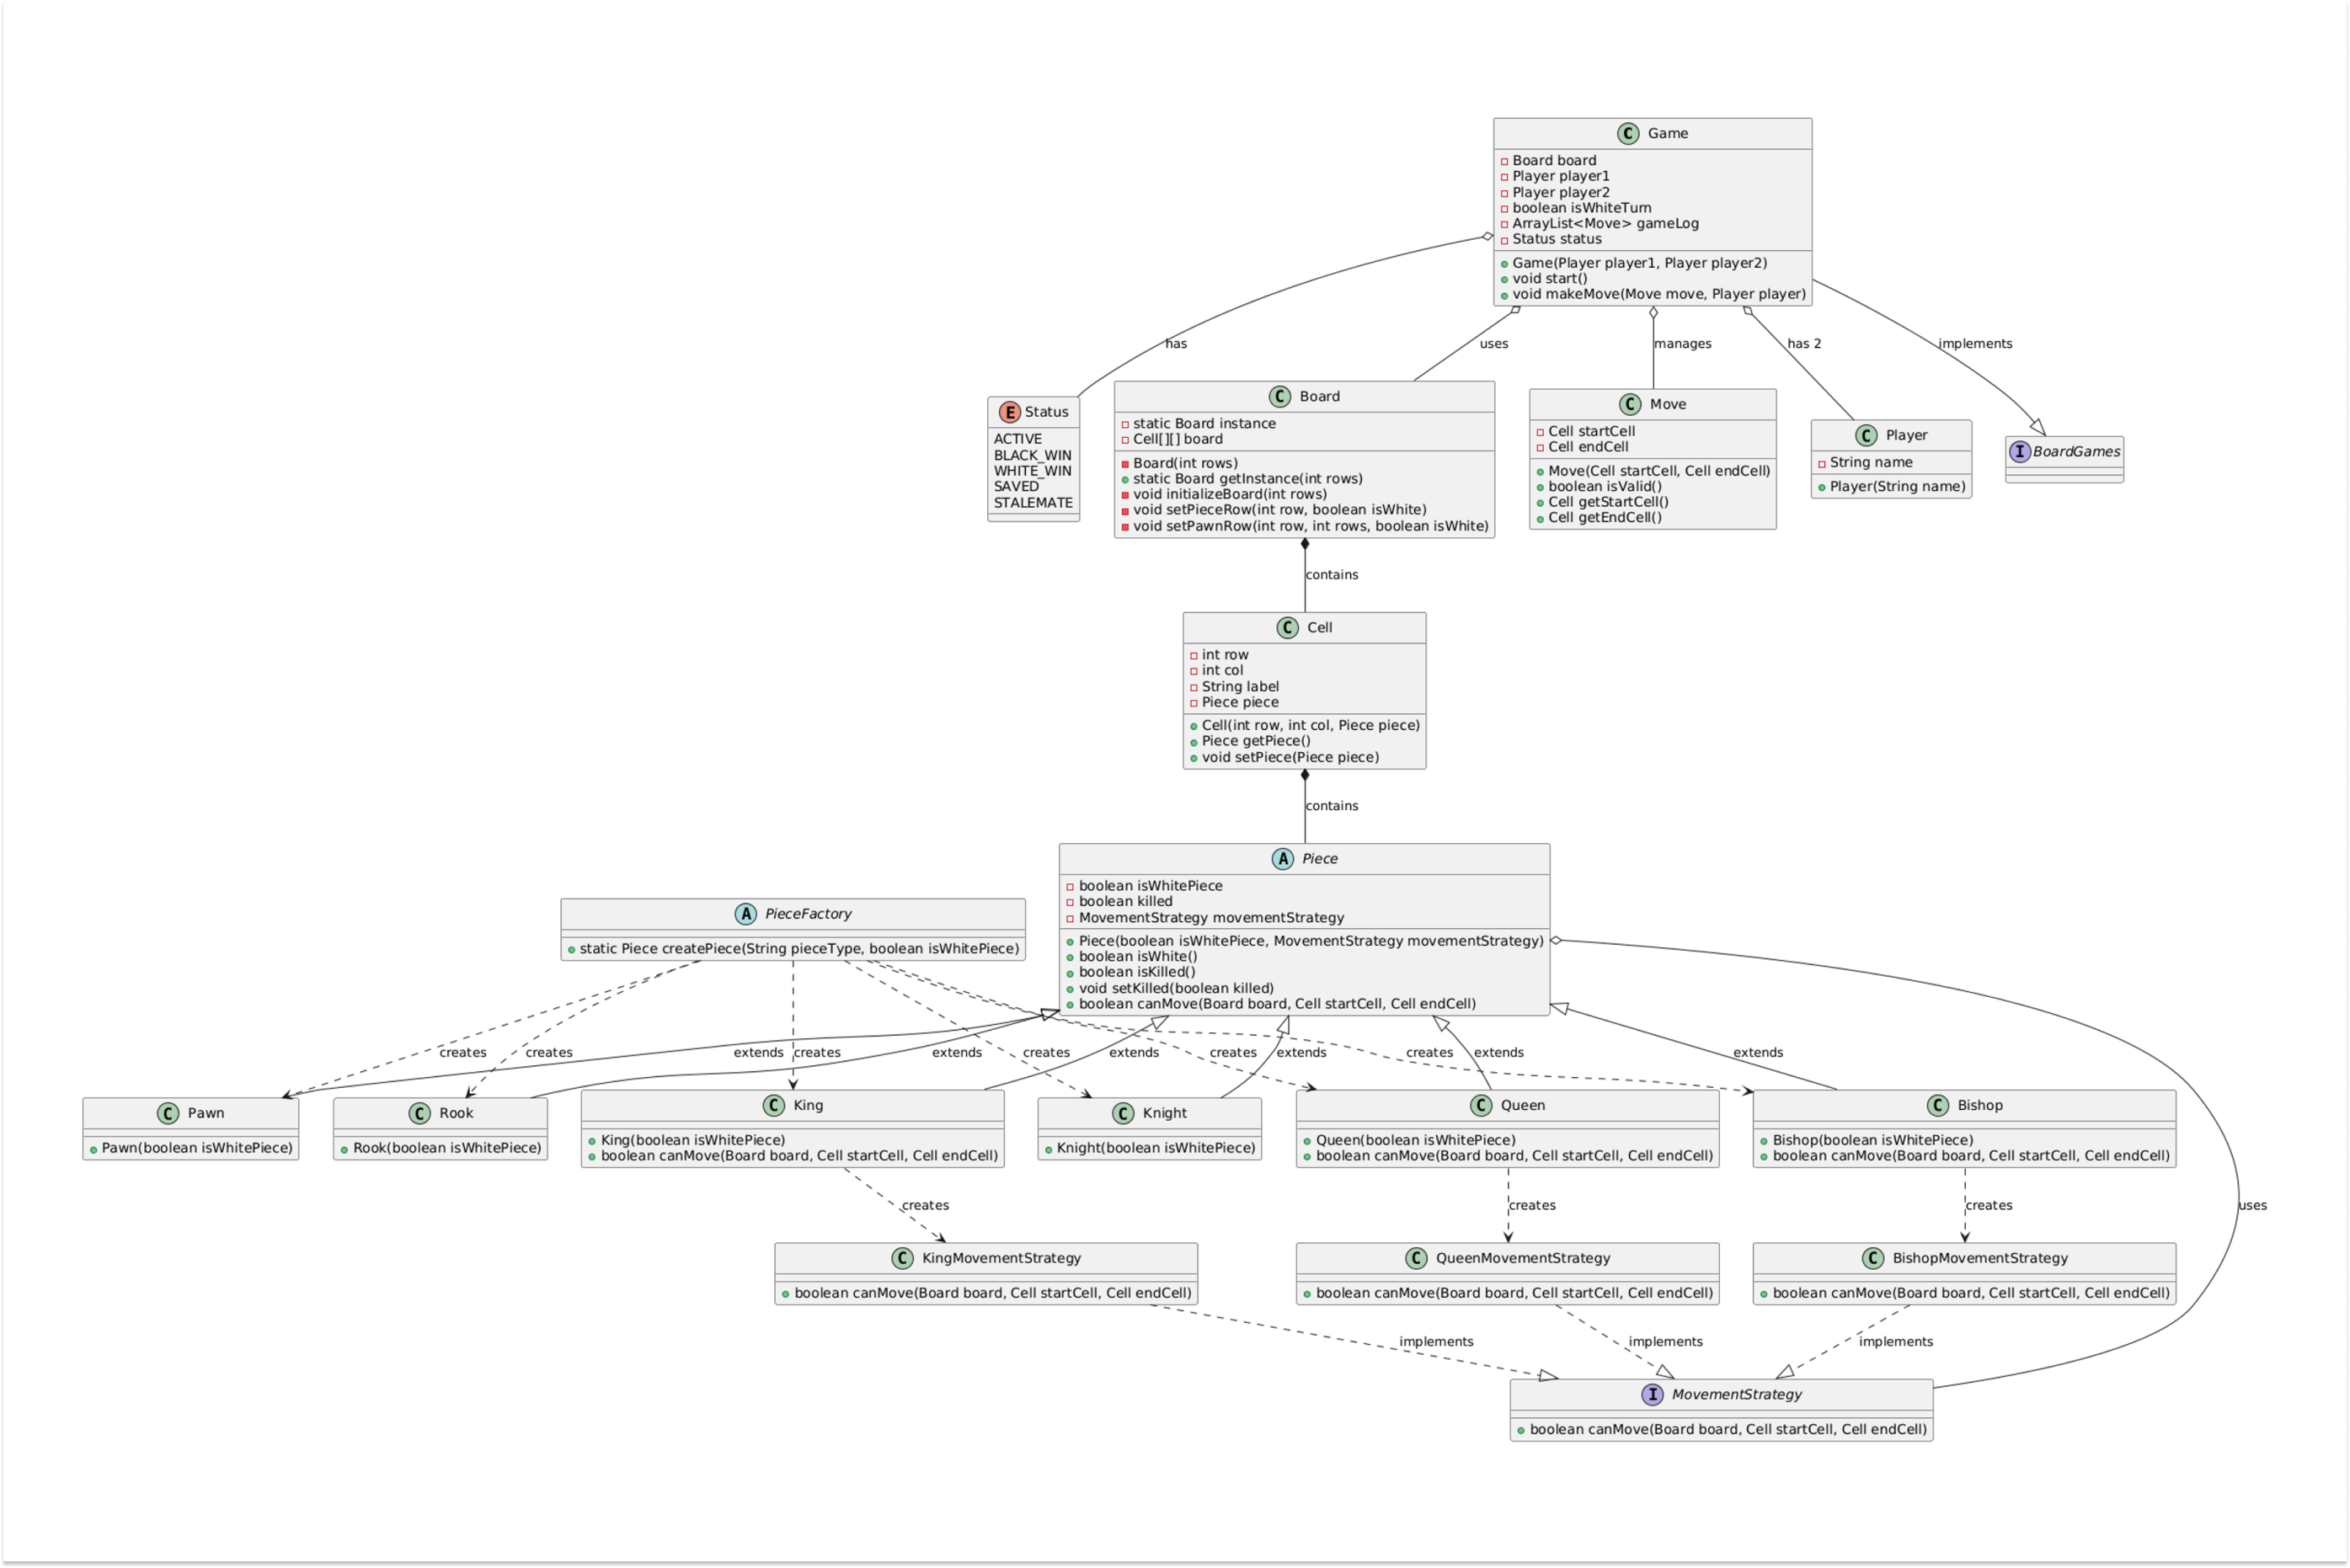 Game
Board board
Player player1
Player player2
boolean isWhiteTurn
ArrayList<Move> gameLog
Status status
Game(Player player1, Player player2)
void start()
void makeMove(Move move, Player player)
has
uses
manages
has 2
implements
Status
ACTIVE
BLACK_WIN
WHITE_WIN
SAVED
STALEMATE
Board
static Board instance
Cell[][] board
Board(int rows)
static Board getInstance(int rows)
void initializeBoard(int rows)
void setPieceRow(int row, boolean isWhite)
void setPawnRow(int row, int rows, boolean isWhite)
Move
Cell startCell
Cell endCell
Move(Cell startCell, Cell endCell)
boolean isValid()
Cell getStartCell()
Cell getEndCell()
Player
String name
Player(String name)
BoardGames
contains
Cell
int row
int col
String label
Piece piece
Cell(int row, int col, Piece piece)
Piece getPiece()
void setPiece(Piece piece)
contains
Piece
boolean isWhitePiece
boolean killed
MovementStrategy movementStrategy
Piece(boolean isWhitePiece, MovementStrategy movementStrategy)
boolean isWhite()
boolean isKilled()
void setKilled(boolean killed)
boolean canMove(Board board, Cell startCell, Cell endCell)
PieceFactory
static Piece createPiece(String pieceType, boolean isWhitePiece)
creates
creates
extends
creates
extends
creates
extends
creates
extends
creates
extends
creates
extends
Pawn
Pawn(boolean isWhitePiece)
Rook
Rook(boolean isWhitePiece)
King
King(boolean isWhitePiece)
boolean canMove(Board board, Cell startCell, Cell endCell)
Knight
Knight(boolean isWhitePiece)
Queen
Queen(boolean isWhitePiece)
boolean canMove(Board board, Cell startCell, Cell endCell)
Bishop
Bishop(boolean isWhitePiece)
boolean canMove(Board board, Cell startCell, Cell endCell)
creates
creates
creates
uses
KingMovementStrategy
boolean canMove(Board board, Cell startCell, Cell endCell)
QueenMovementStrategy
boolean canMove(Board board, Cell startCell, Cell endCell)
BishopMovementStrategy
boolean canMove(Board board, Cell startCell, Cell endCell)
implements
implements
implements
MovementStrategy
boolean canMove(Board board, Cell startCell, Cell endCell)